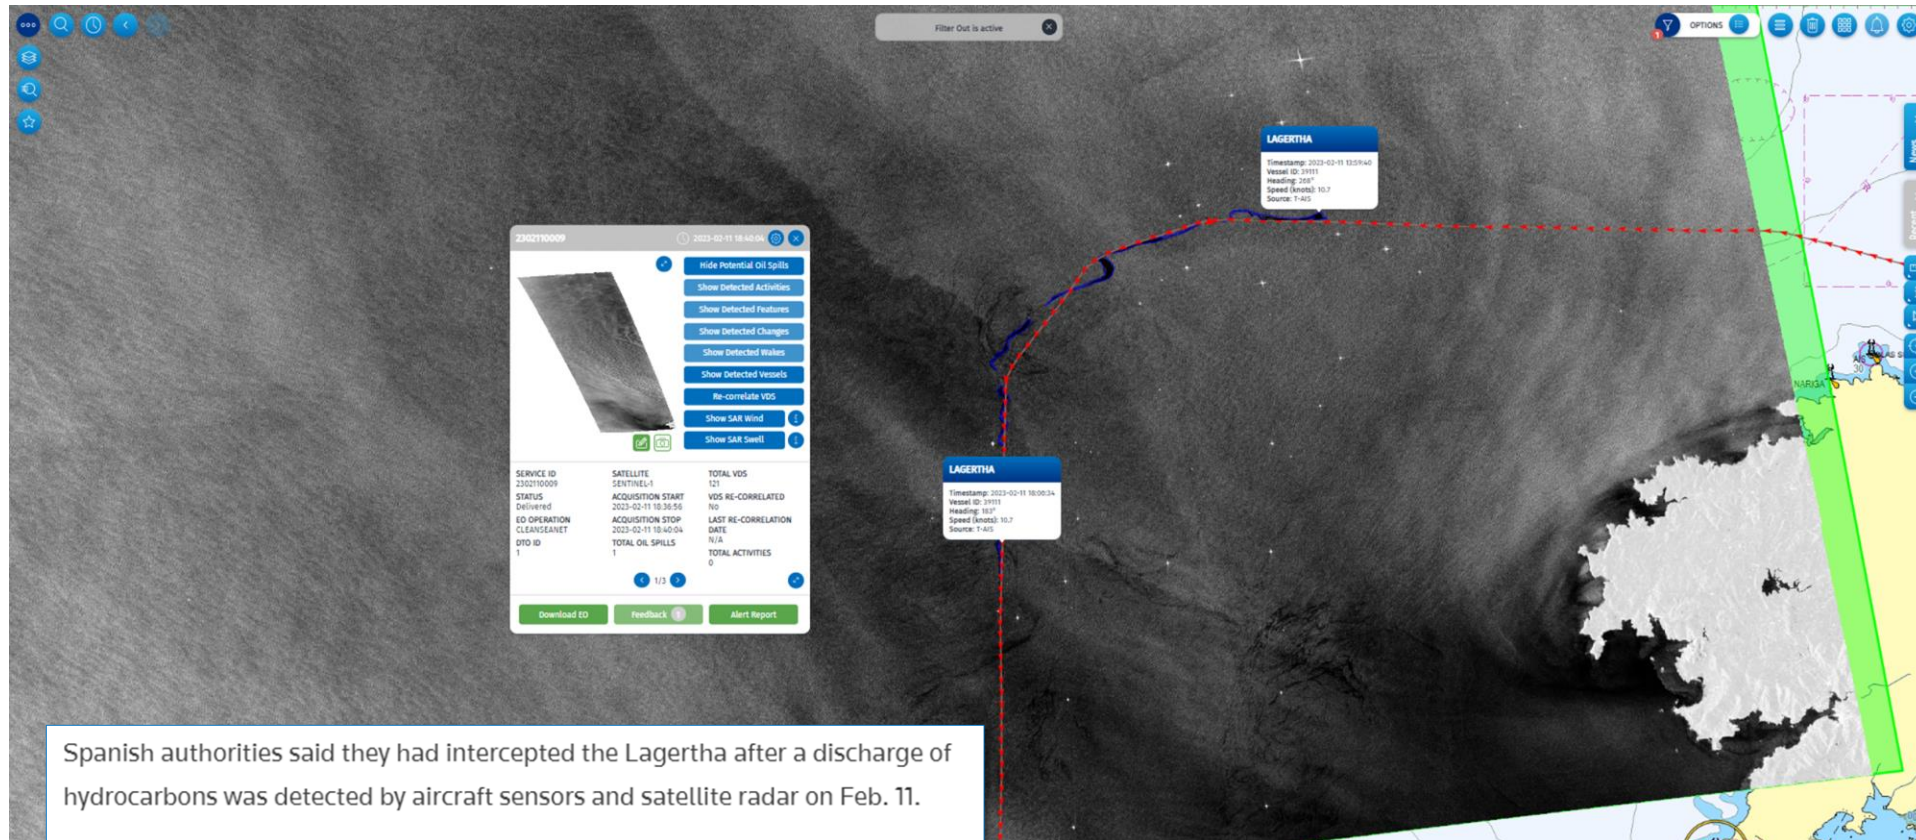 Filter Out is active
OPTIONS
1
News
Recent
LAGERTHA
Timestamp: 2023-02-11 13:59:40
Vessel ID: 39111
Heading: 268°
Speed (knots): 10.7
Source: T-AIS
2302110009
2023-02-11 18:40:04
Hide Potential Oil Spills
Show Detected Activities
Show Detected Features
Show Detected Changes
Show Detected Wakes
Show Detected Vessels
Re-correlate VDS
Show SAR Wind
Show SAR Swell
SERVICE ID
2302110009
SATELLITE
SENTINEL-1
TOTAL VDS
121
STATUS
Delivered
ACQUISITION START
2023-02-11 18:36:56
VDS RE-CORRELATED
No
EO OPERATION
CLEANSEANET
ACQUISITION STOP
2023-02-11 18:40:04
LAST RE-CORRELATION
DATE
N/A
DTO ID
1
TOTAL OIL SPILLS
1
TOTAL ACTIVITIES
0
1/3
Download EO
Feedback
Alert Report
LAGERTHA
Timestamp: 2023-02-11 18:00:34
Vessel ID: 39111
Heading: 183°
Speed (knots): 10.7
Source: T-AIS
NARIGA
AIS
30
Spanish authorities said they had intercepted the Lagertha after a discharge of
hydrocarbons was detected by aircraft sensors and satellite radar on Feb. 11.